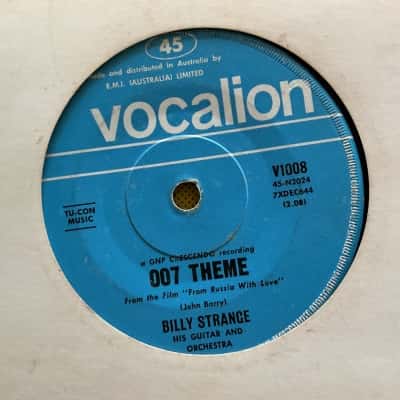 45
made and distributed in Australia by
E.M.I. (AUSTRALIA) LIMITED
vocalion
V1008
45-N2024
7XDEC644
(2.08)
TU-CON
MUSIC
a GNP CRESCENDO recording
007 THEME
From the Film "From Russia With Love"
(John Barry)
BILLY STRANGE
HIS GUITAR AND
ORCHESTRA